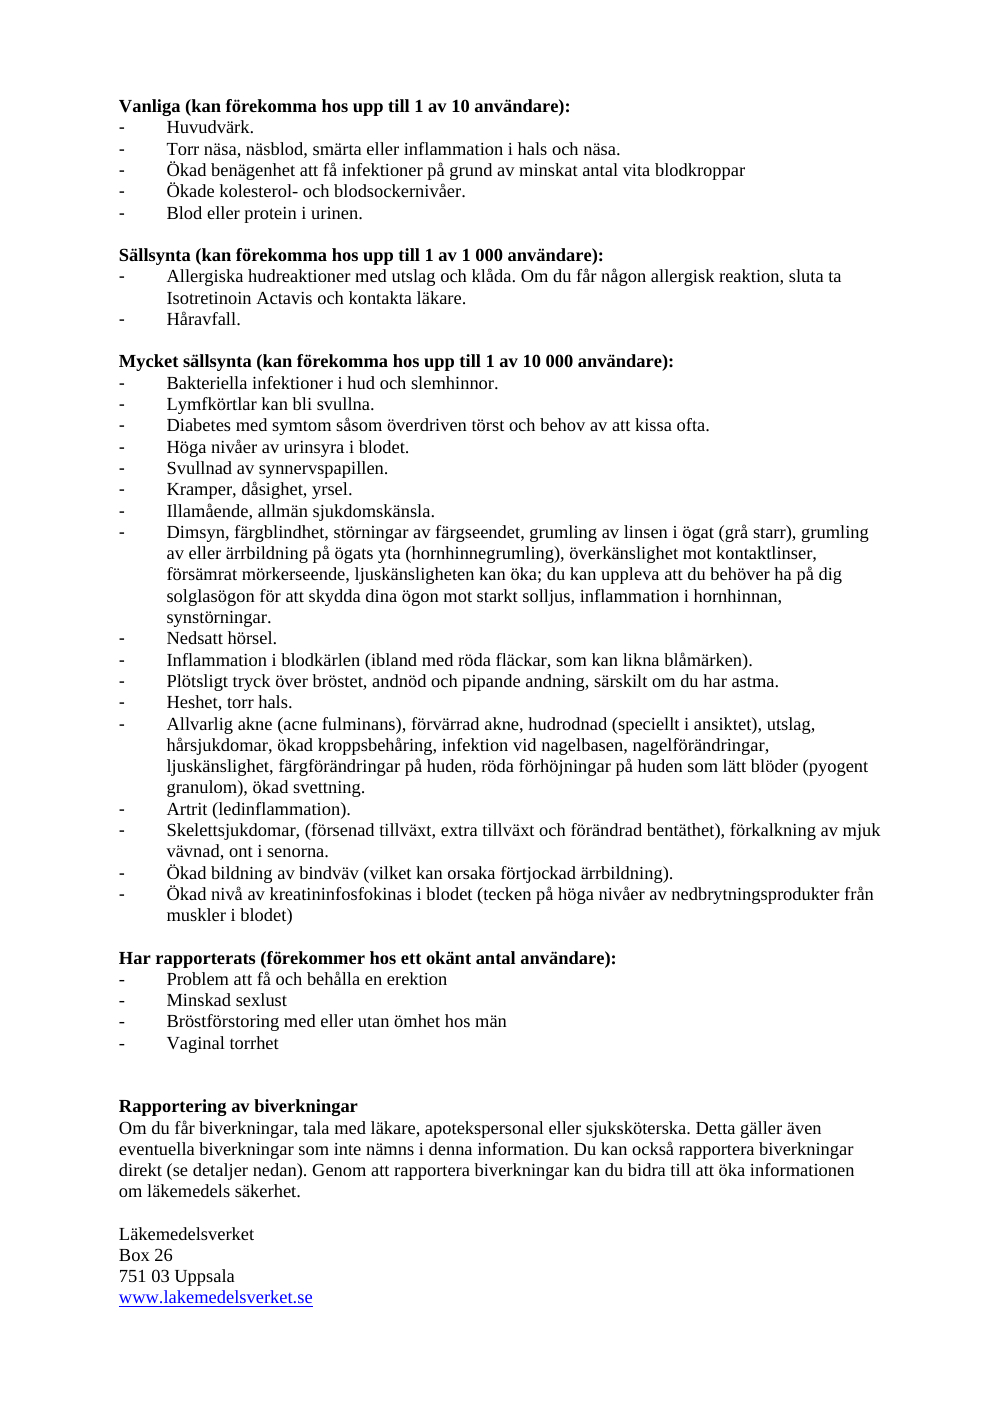 Vanliga (kan förekomma hos upp till 1 av 10 användare):
- Huvudvärk.
- Torr näsa, näsblod, smärta eller inflammation i hals och näsa.
- Ökad benägenhet att få infektioner på grund av minskat antal vita blodkroppar
- Ökade kolesterol- och blodsockernivåer.
- Blod eller protein i urinen.
Sällsynta (kan förekomma hos upp till 1 av 1 000 användare):
- Allergiska hudreaktioner med utslag och klåda. Om du får någon allergisk reaktion, sluta ta
Isotretinoin Actavis och kontakta läkare.
- Håravfall.
Mycket sällsynta (kan förekomma hos upp till 1 av 10 000 användare):
- Bakteriella infektioner i hud och slemhinnor.
- Lymfkörtlar kan bli svullna.
- Diabetes med symtom såsom överdriven törst och behov av att kissa ofta.
- Höga nivåer av urinsyra i blodet.
- Svullnad av synnervspapillen.
- Kramper, dåsighet, yrsel.
- Illamående, allmän sjukdomskänsla.
- Dimsyn, färgblindhet, störningar av färgseendet, grumling av linsen i ögat (grå starr), grumling
av eller ärrbildning på ögats yta (hornhinnegrumling), överkänslighet mot kontaktlinser,
försämrat mörkerseende, ljuskänsligheten kan öka; du kan uppleva att du behöver ha på dig
solglasögon för att skydda dina ögon mot starkt solljus, inflammation i hornhinnan,
synstörningar.
- Nedsatt hörsel.
- Inflammation i blodkärlen (ibland med röda fläckar, som kan likna blåmärken).
- Plötsligt tryck över bröstet, andnöd och pipande andning, särskilt om du har astma.
- Heshet, torr hals.
- Allvarlig akne (acne fulminans), förvärrad akne, hudrodnad (speciellt i ansiktet), utslag,
hårsjukdomar, ökad kroppsbehåring, infektion vid nagelbasen, nagelförändringar,
ljuskänslighet, färgförändringar på huden, röda förhöjningar på huden som lätt blöder (pyogent
granulom), ökad svettning.
- Artrit (ledinflammation).
- Skelettsjukdomar, (försenad tillväxt, extra tillväxt och förändrad bentäthet), förkalkning av mjuk
vävnad, ont i senorna.
- Ökad bildning av bindväv (vilket kan orsaka förtjockad ärrbildning).
- Ökad nivå av kreatininfosfokinas i blodet (tecken på höga nivåer av nedbrytningsprodukter från
muskler i blodet)
Har rapporterats (förekommer hos ett okänt antal användare):
- Problem att få och behålla en erektion
- Minskad sexlust
- Bröstförstoring med eller utan ömhet hos män
- Vaginal torrhet
Rapportering av biverkningar
Om du får biverkningar, tala med läkare, apotekspersonal eller sjuksköterska. Detta gäller även
eventuella biverkningar som inte nämns i denna information. Du kan också rapportera biverkningar
direkt (se detaljer nedan). Genom att rapportera biverkningar kan du bidra till att öka informationen
om läkemedels säkerhet.
Läkemedelsverket
Box 26
751 03 Uppsala
www.lakemedelsverket.se